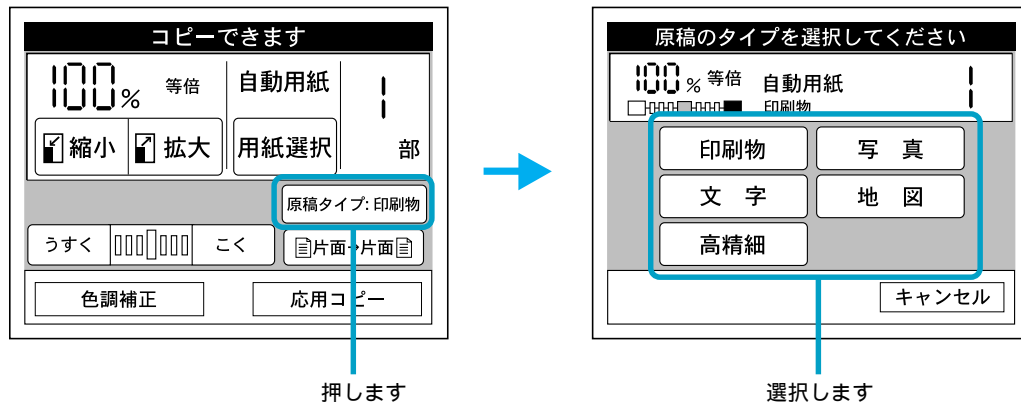 コピーできます
100% 等倍 自動用紙 1
縮小 拡大 用紙選択 部
原稿タイプ: 印刷物
うすく こく 片面→片面
色調補正 応用コピー
押します
原稿のタイプを選択してください
100% 等倍 自動用紙 1
印刷物
印刷物 写 真
文 字 地 図
高精細
キャンセル
選択します